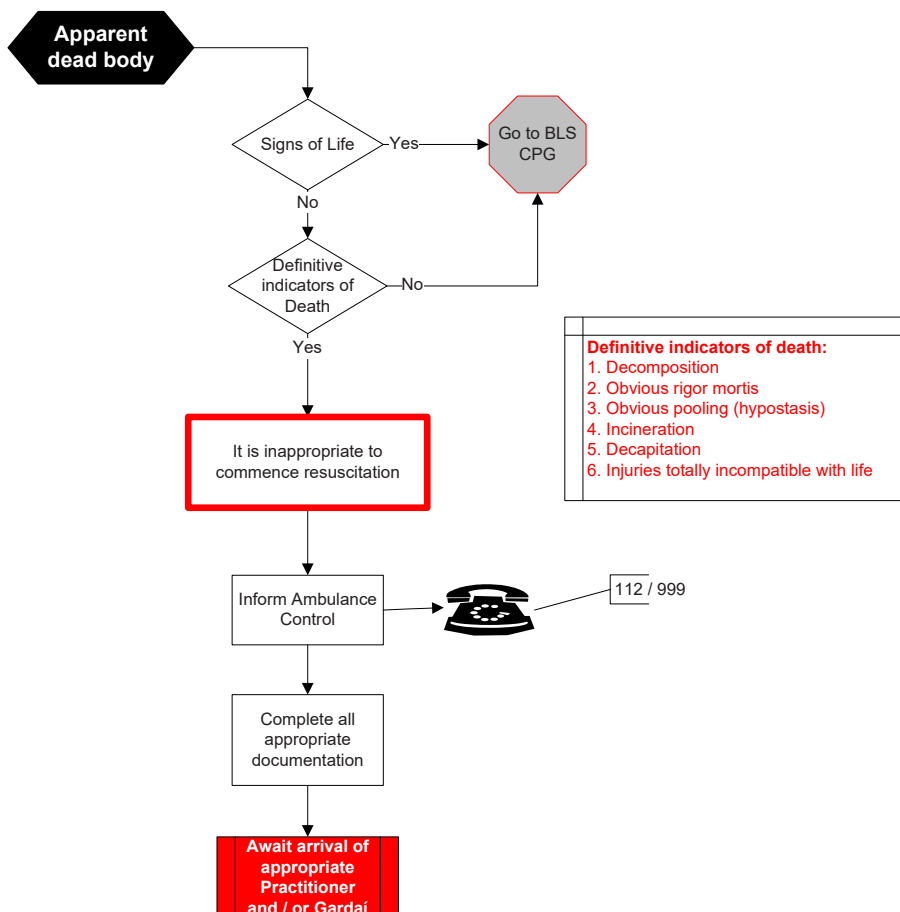 Apparent
dead body
Signs of Life
Yes
Go to BLS
CPG
No
Definitive
indicators of
Death
No
Yes
Definitive indicators of death:
1. Decomposition
2. Obvious rigor mortis
3. Obvious pooling (hypostasis)
4. Incineration
5. Decapitation
6. Injuries totally incompatible with life
It is inappropriate to
commence resuscitation
Inform Ambulance
Control
112 / 999
Complete all
appropriate
documentation
Await arrival of
appropriate
Practitioner
and / or Gardaí